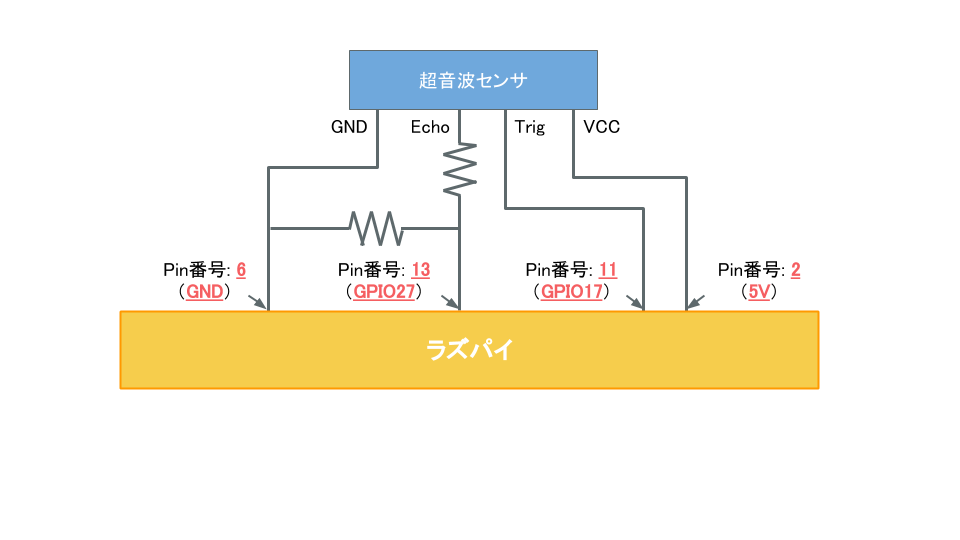 超音波センサ
GND
Echo
Trig
VCC
Pin番号: 6
（GND）
Pin番号: 13
（GPIO27）
Pin番号: 11
（GPIO17）
Pin番号: 2
（5V）
ラズパイ